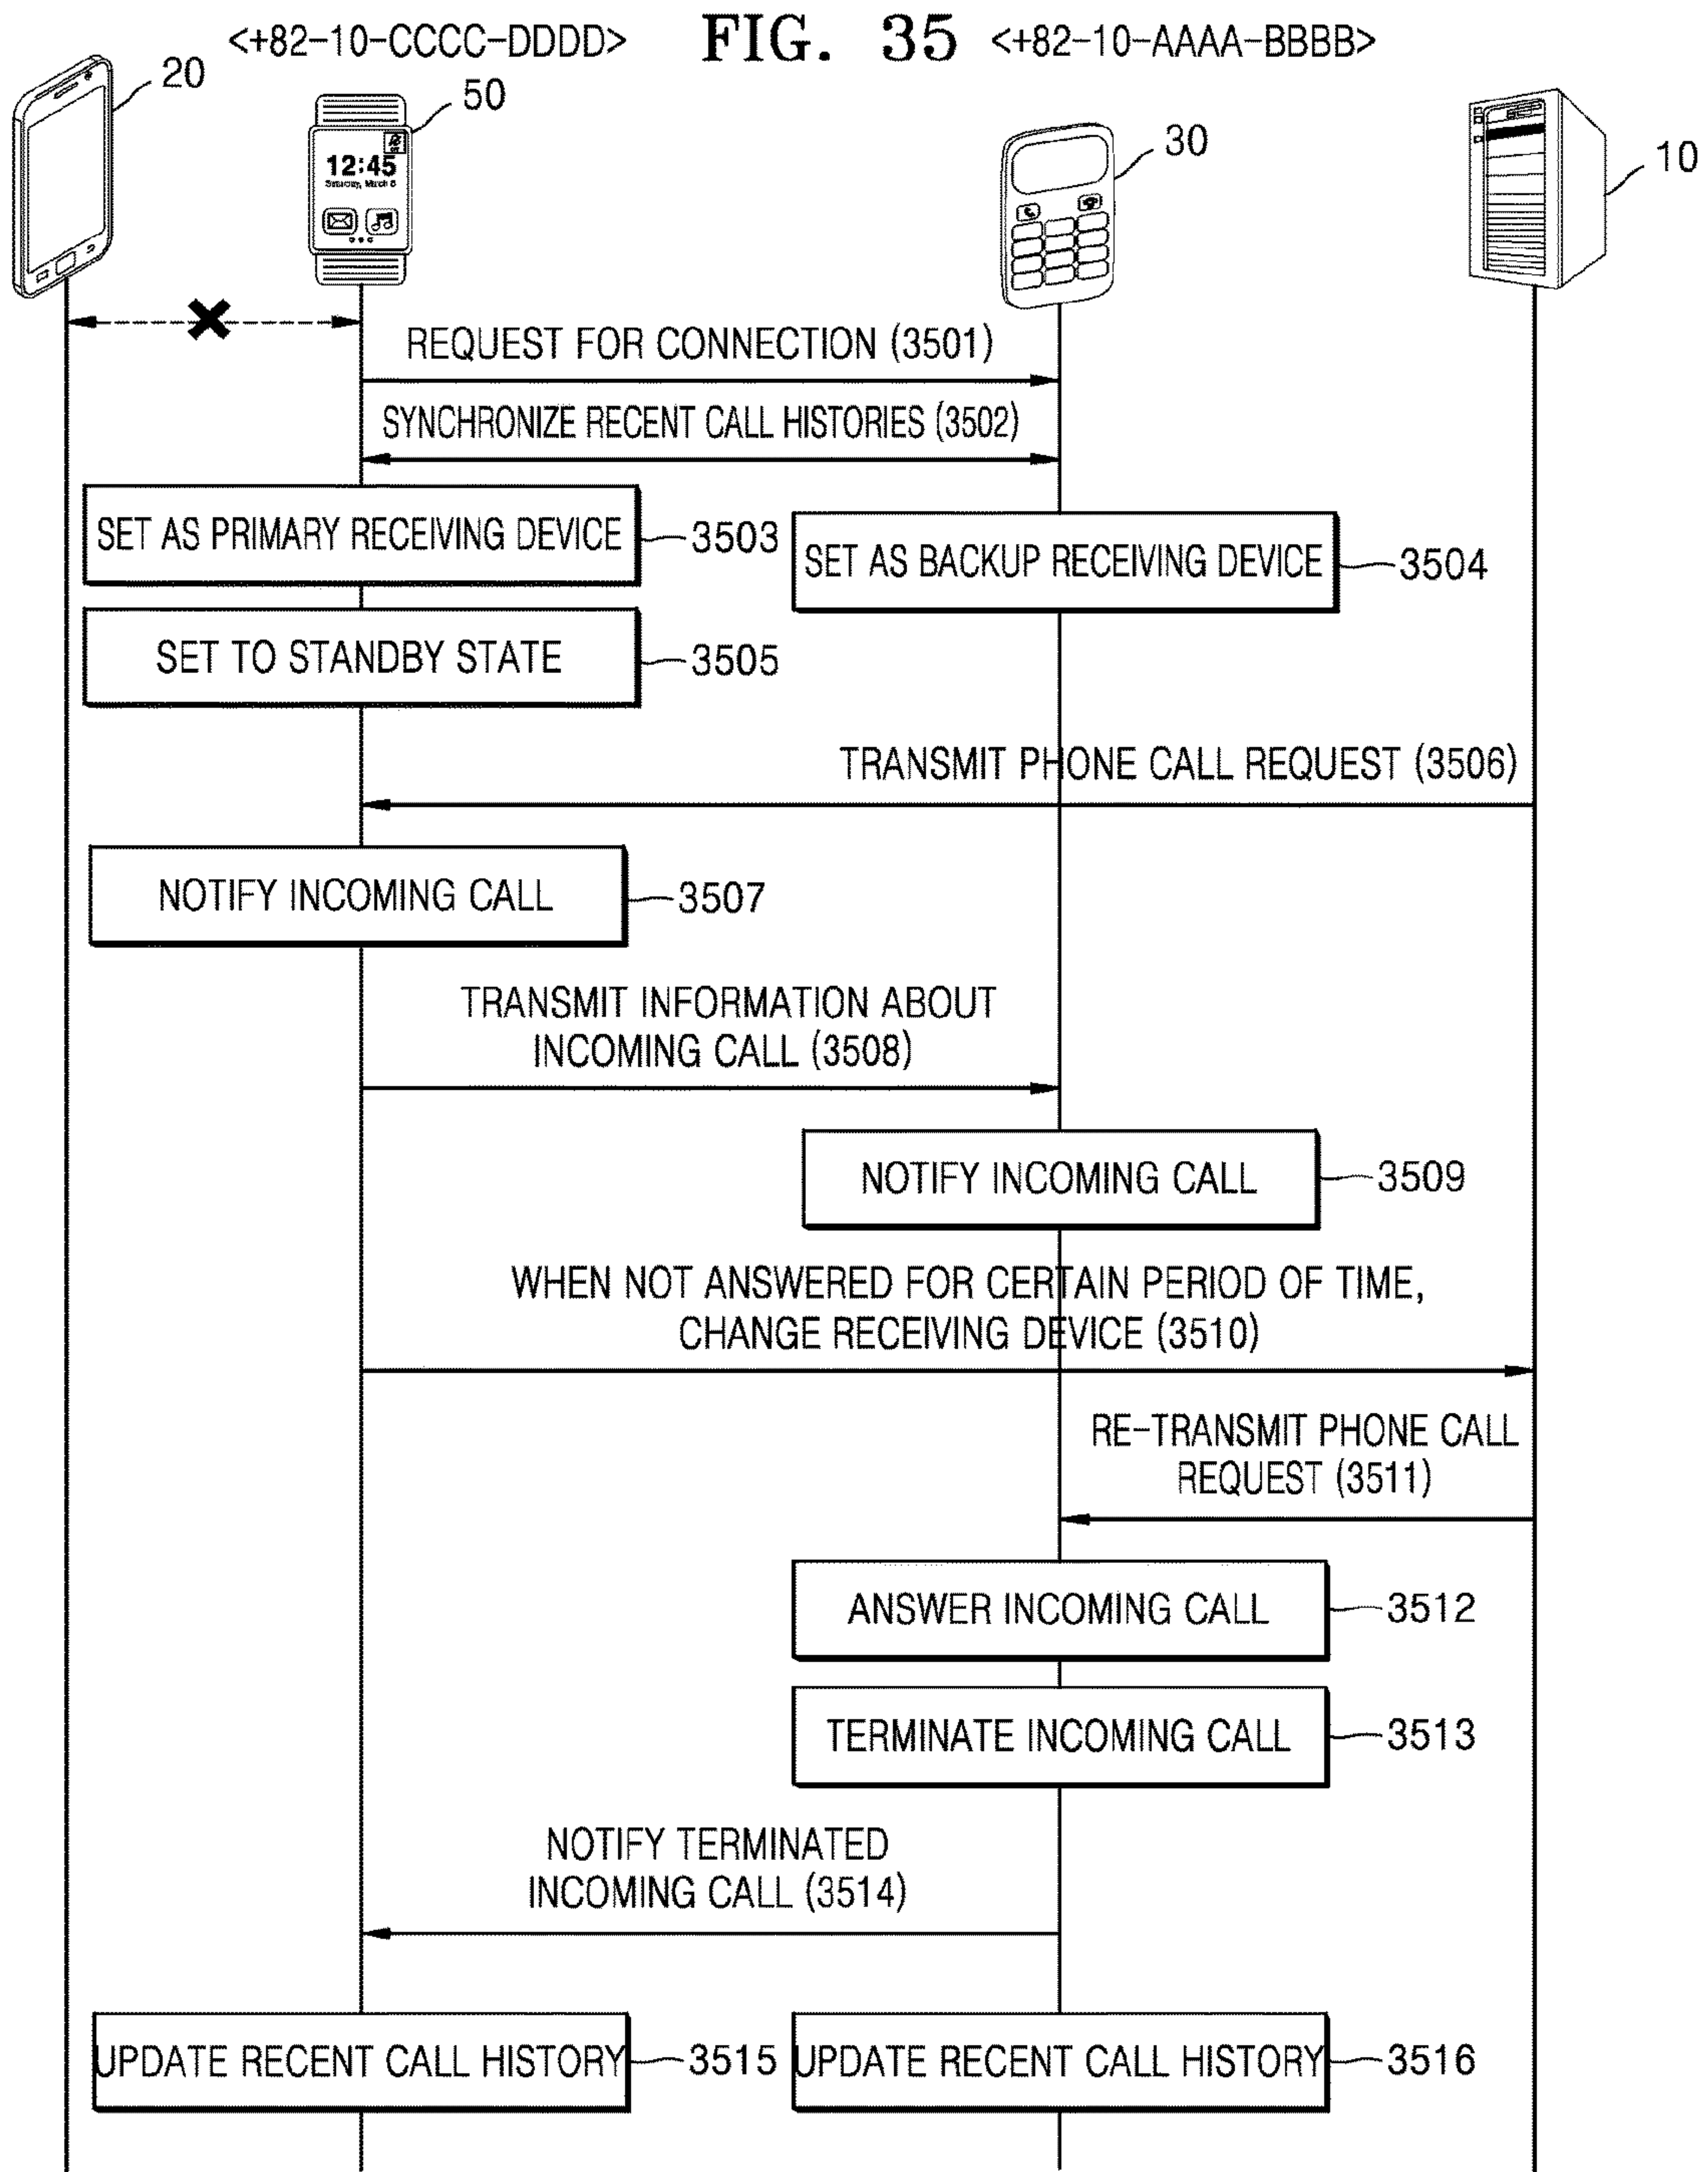 <+82-10-CCCC-DDDD>
FIG. 35
<+82-10-AAAA-BBBB>
20
50
30
10
12:45
Saturday, March 8
REQUEST FOR CONNECTION (3501)
SYNCHRONIZE RECENT CALL HISTORIES (3502)
SET AS PRIMARY RECEIVING DEVICE
3503
SET AS BACKUP RECEIVING DEVICE
3504
SET TO STANDBY STATE
3505
TRANSMIT PHONE CALL REQUEST (3506)
NOTIFY INCOMING CALL
3507
TRANSMIT INFORMATION ABOUT
INCOMING CALL (3508)
NOTIFY INCOMING CALL
3509
WHEN NOT ANSWERED FOR CERTAIN PERIOD OF TIME,
CHANGE RECEIVING DEVICE (3510)
RE-TRANSMIT PHONE CALL
REQUEST (3511)
ANSWER INCOMING CALL
3512
TERMINATE INCOMING CALL
3513
NOTIFY TERMINATED
INCOMING CALL (3514)
UPDATE RECENT CALL HISTORY
3515
UPDATE RECENT CALL HISTORY
3516